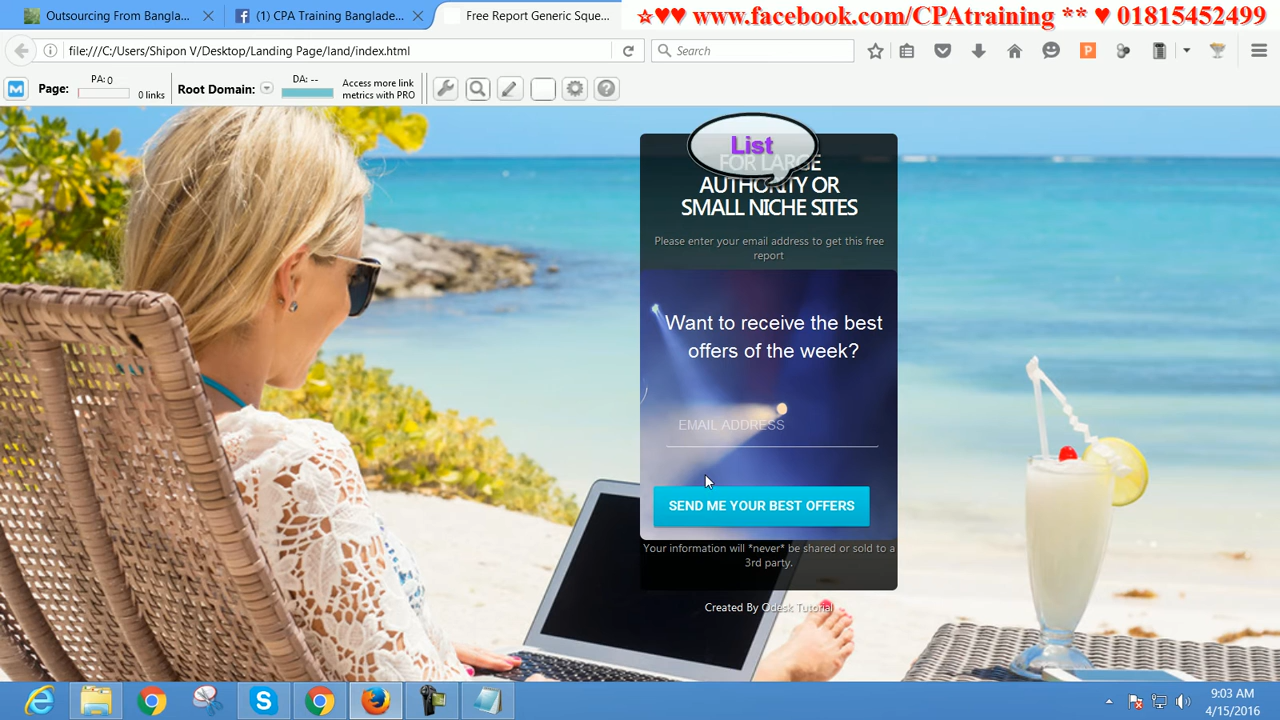 Outsourcing From Bangla...
(1) CPA Training Banglade...
Free Report Generic Sque...
☆♥♥ www.facebook.com/CPAtraining ** ♥ 01815452499
file:///C:/Users/Shipon V/Desktop/Landing Page/land/index.html
Search
Page:
PA: 0
0 links
Root Domain:
DA: --
Access more link
metrics with PRO
List
FOR LARGE
AUTHORITY OR
SMALL NICHE SITES
Please enter your email address to get this free
report
Want to receive the best
offers of the week?
EMAIL ADDRESS
SEND ME YOUR BEST OFFERS
Your information will *never* be shared or sold to a
3rd party.
Created By Odesk Tutorial
9:03 AM
4/15/2016